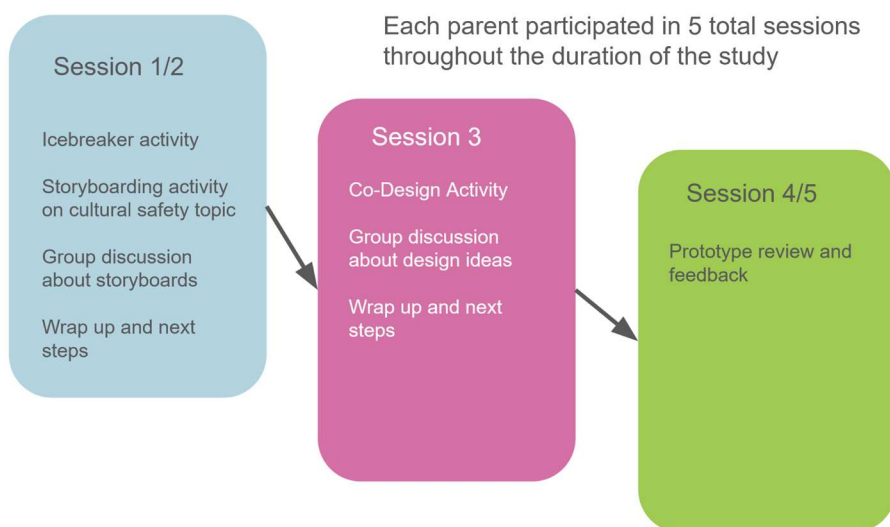 Each parent participated in 5 total sessions
throughout the duration of the study
Session 1/2
Icebreaker activity
Storyboarding activity
on cultural safety topic
Group discussion
about storyboards
Wrap up and next
steps
Session 3
Co-Design Activity
Group discussion
about design ideas
Wrap up and next
steps
Session 4/5
Prototype review and
feedback